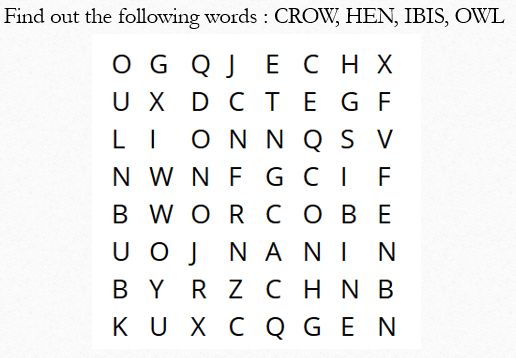 Find out the following words : CROW, HEN, IBIS, OWL
O G Q J E C H X
U X D C T E G F
L I O N N Q S V
N W N F G C I F
B W O R C O B E
U O J N A N I N
B Y R Z C H N B
K U X C Q G E N